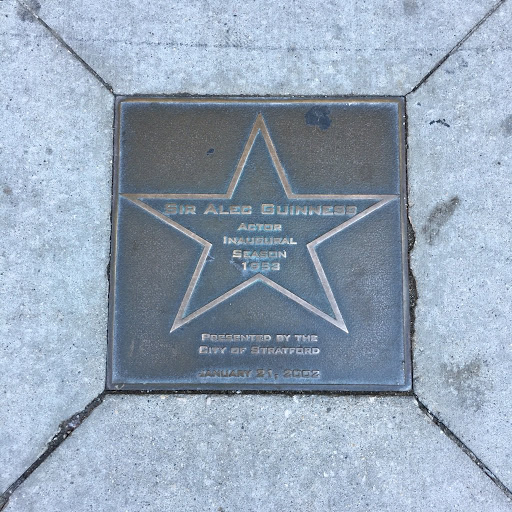 Sir Alec Guinness
Actor
Inaugural
Season
1953
Presented by the
City of Stratford
January 21, 2002